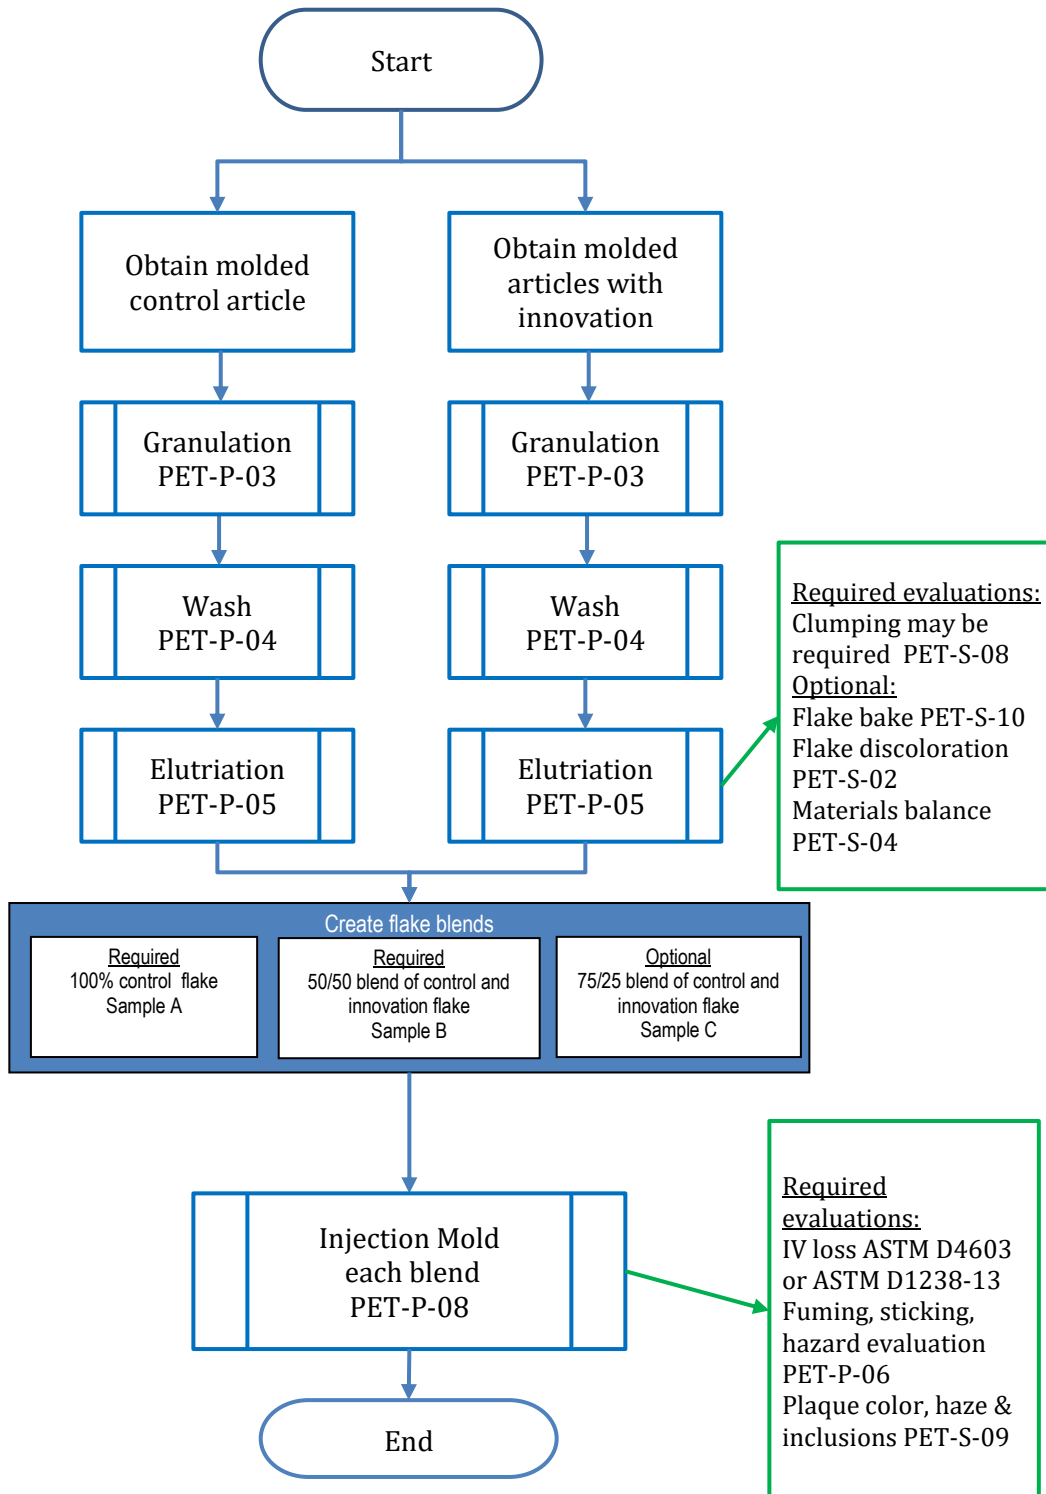 Start
Obtain molded
control article
Obtain molded
articles with
innovation
Granulation
PET-P-03
Granulation
PET-P-03
Wash
PET-P-04
Wash
PET-P-04
Elutriation
PET-P-05
Elutriation
PET-P-05
Required evaluations:
Clumping may be
required PET-S-08
Optional:
Flake bake PET-S-10
Flake discoloration
PET-S-02
Materials balance
PET-S-04
Create flake blends
Required
100% control flake
Sample A
Required
50/50 blend of control and
innovation flake
Sample B
Optional
75/25 blend of control and
innovation flake
Sample C
Injection Mold
each blend
PET-P-08
Required
evaluations:
IV loss ASTM D4603
or ASTM D1238-13
Fuming, sticking,
hazard evaluation
PET-P-06
Plaque color, haze &
inclusions PET-S-09
End